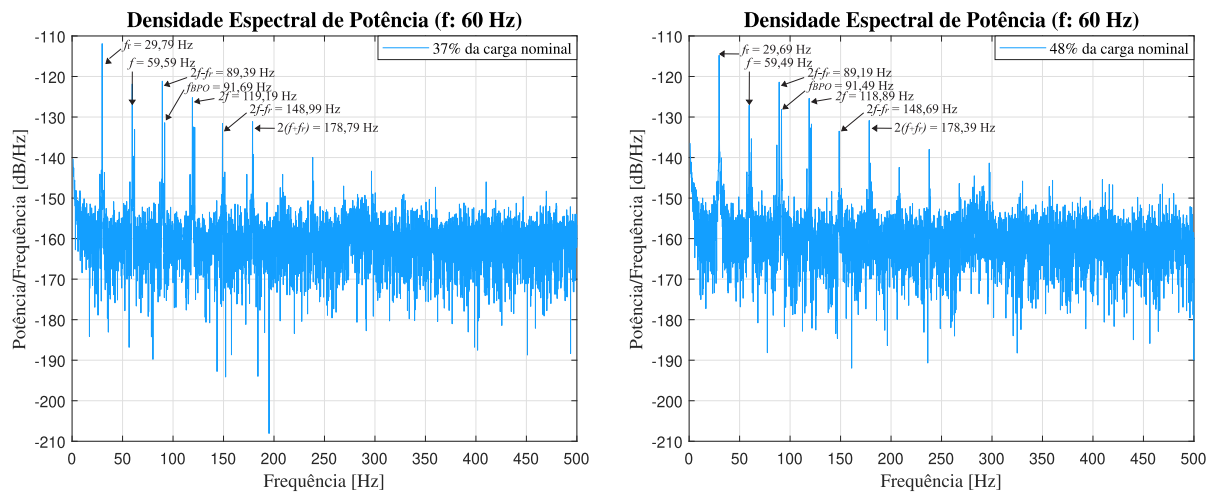 Densidade Espectral de Potência (f: 60 Hz)
37% da carga nominal
fr = 29,79 Hz
f = 59,59 Hz
2f-fr = 89,39 Hz
fBPO = 91,69 Hz
2f = 119,19 Hz
2f-fr = 148,99 Hz
2(f-fr) = 178,79 Hz
-110
-120
-130
-140
-150
-160
-170
-180
-190
-200
-210
Potência/Frequência [dB/Hz]
0 50 100 150 200 250 300 350 400 450 500
Frequência [Hz]
Densidade Espectral de Potência (f: 60 Hz)
48% da carga nominal
fr = 29,69 Hz
f = 59,49 Hz
2f-fr = 89,19 Hz
fBPO = 91,49 Hz
2f = 118,89 Hz
2f-fr = 148,69 Hz
2(f-fr) = 178,39 Hz
-110
-120
-130
-140
-150
-160
-170
-180
-190
-200
-210
Potência/Frequência [dB/Hz]
0 50 100 150 200 250 300 350 400 450 500
Frequência [Hz]